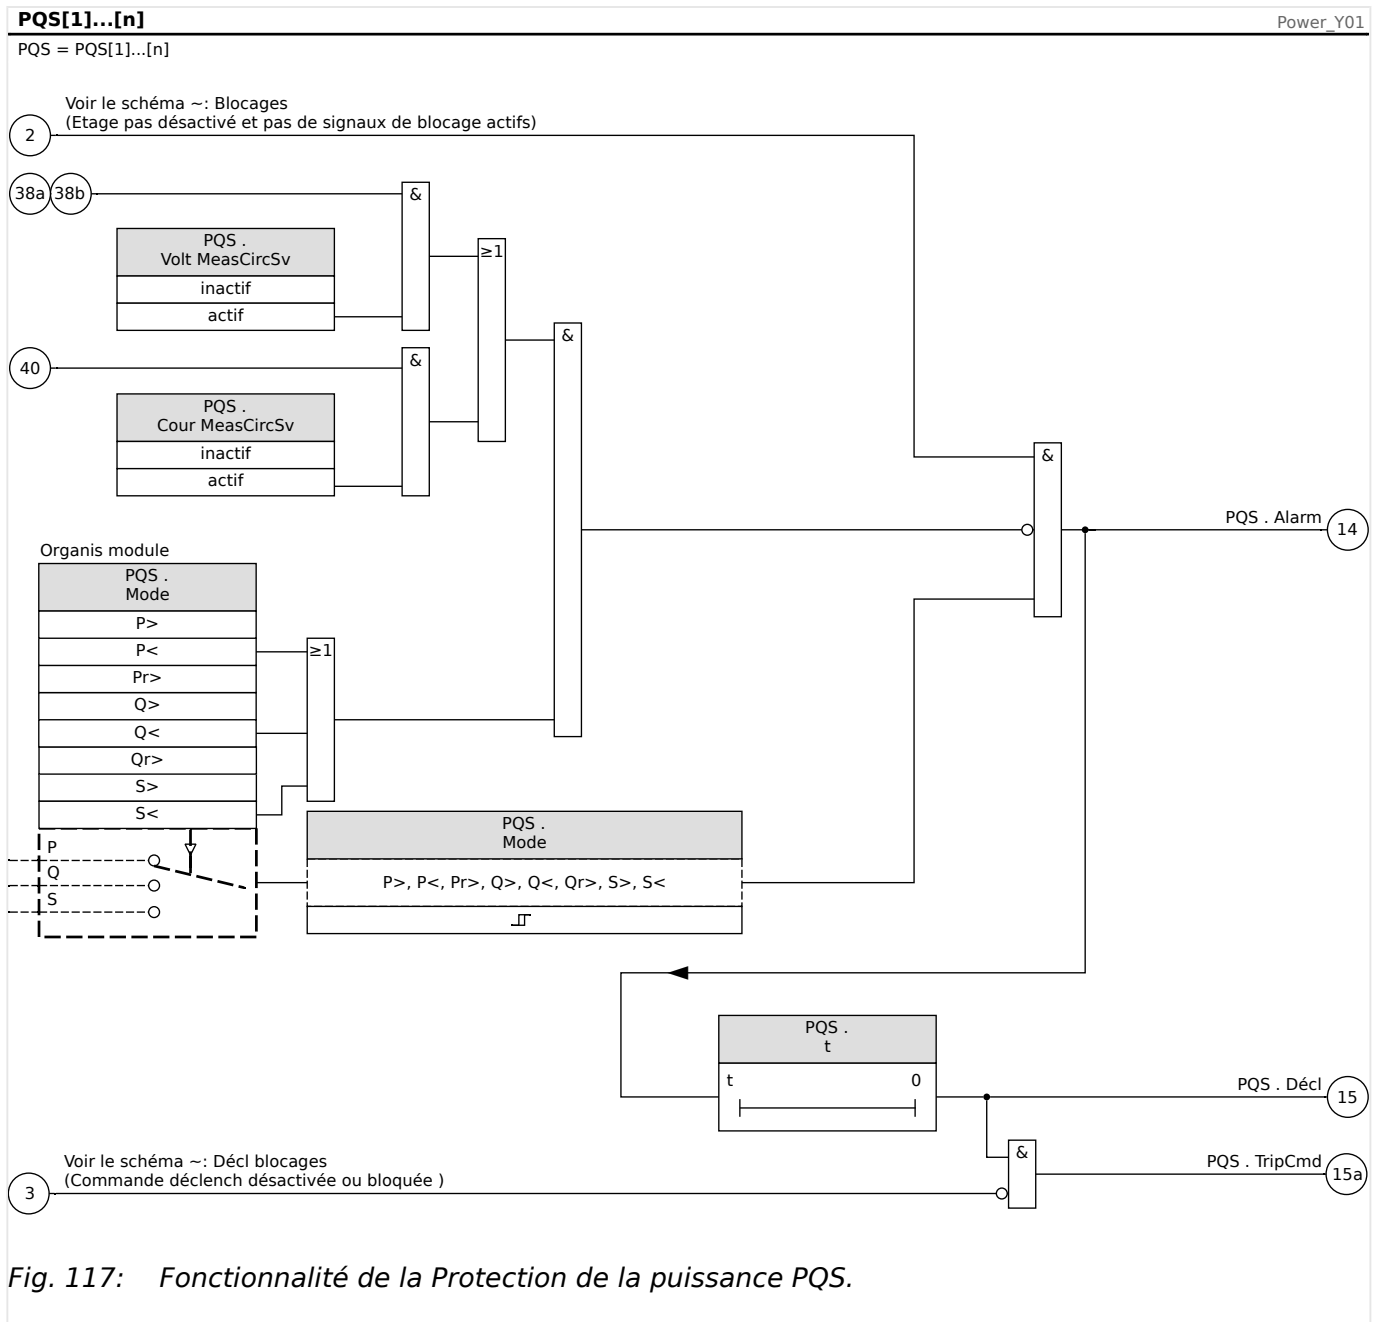 PQS[1]...[n]
Power_Y01
PQS = PQS[1]...[n]
Voir le schéma ~: Blocages
(Etage pas désactivé et pas de signaux de blocage actifs)
2
38a 38b
&
PQS .
Volt MeasCircSv
inactif
actif
≥1
&
40
&
PQS .
Cour MeasCircSv
inactif
actif
&
PQS . Alarm
14
Organis module
PQS .
Mode
P>
P<
Pr>
Q>
Q<
Qr>
S>
S<
≥1
P
Q
S
PQS .
Mode
P>, P<, Pr>, Q>, Q<, Qr>, S>, S<
PQS .
t
t 0
PQS . Décl
15
&
PQS . TripCmd
15a
Voir le schéma ~: Décl blocages
(Commande déclench désactivée ou bloquée )
3
Fig. 117: Fonctionnalité de la Protection de la puissance PQS.